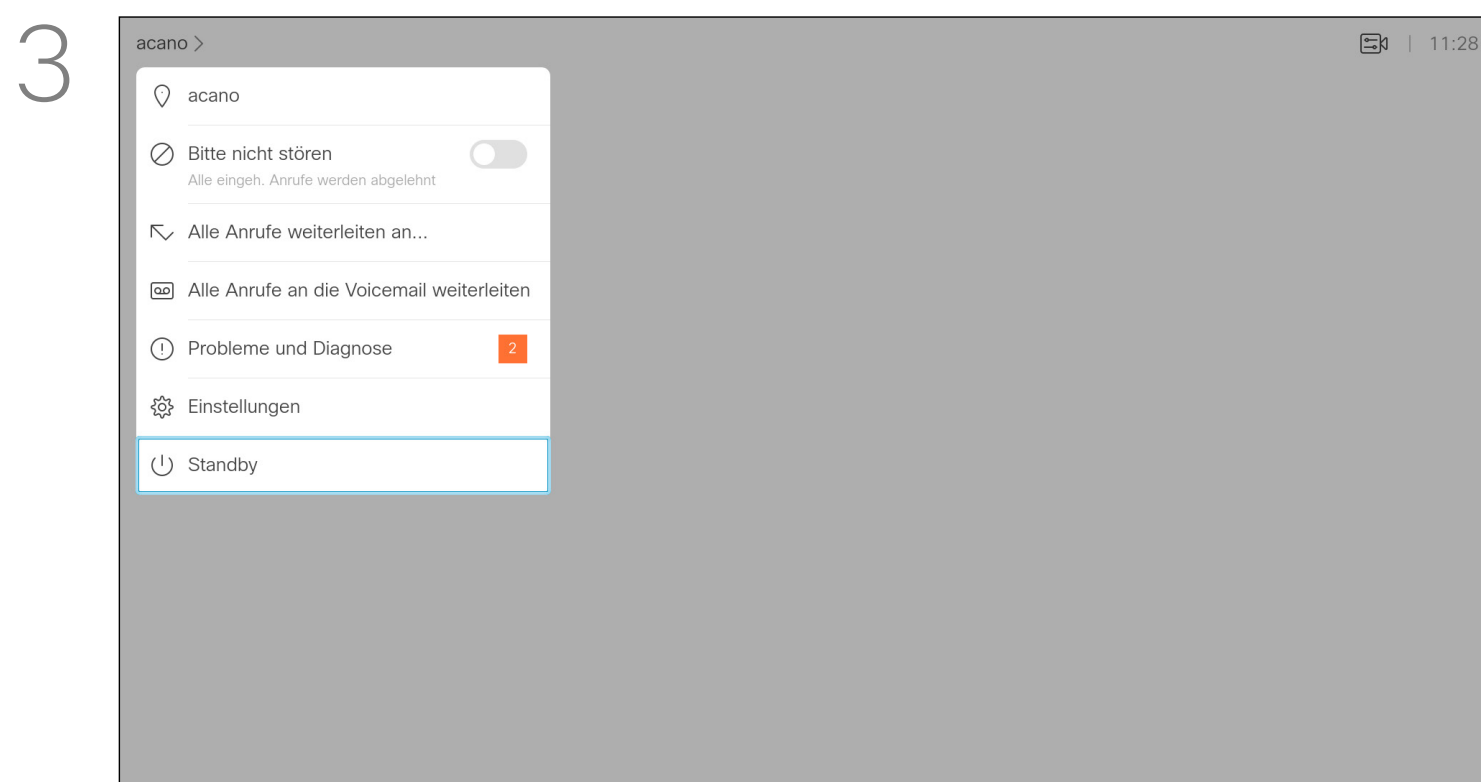 3
acano >
11:28
acano
Bitte nicht stören
Alle eingeh. Anrufe werden abgelehnt
Alle Anrufe weiterleiten an...
Alle Anrufe an die Voicemail weiterleiten
Probleme und Diagnose 2
Einstellungen
Standby